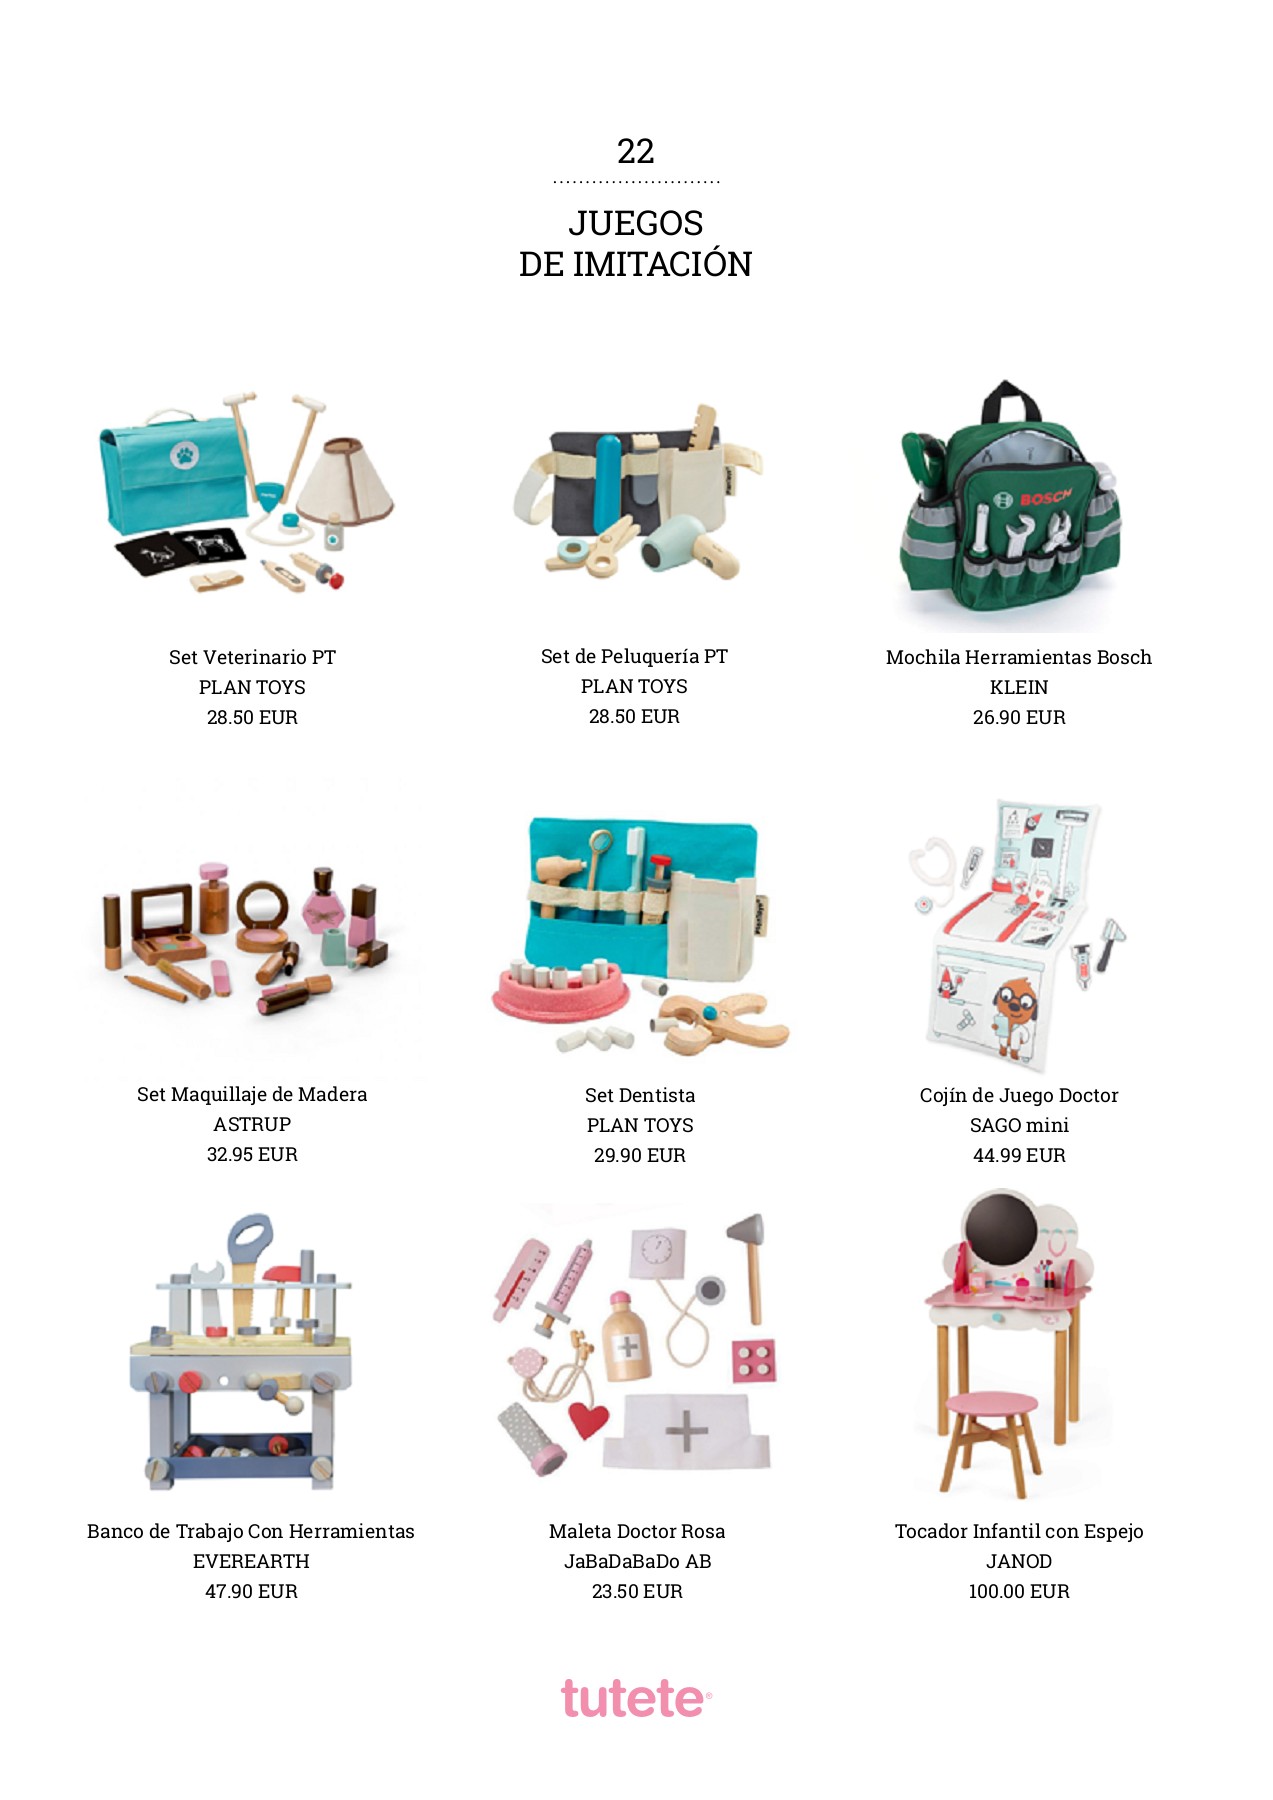 22
JUEGOS
DE IMITACIÓN
BOSCH
Set Veterinario PT
PLAN TOYS
28.50 EUR
Set de Peluquería PT
PLAN TOYS
28.50 EUR
Mochila Herramientas Bosch
KLEIN
26.90 EUR
PlanToys
Set Maquillaje de Madera
ASTRUP
32.95 EUR
Set Dentista
PLAN TOYS
29.90 EUR
Cojín de Juego Doctor
SAGO mini
44.99 EUR
Banco de Trabajo Con Herramientas
EVEREARTH
47.90 EUR
Maleta Doctor Rosa
JaBaDaBaDo AB
23.50 EUR
Tocador Infantil con Espejo
JANOD
100.00 EUR
tutete®